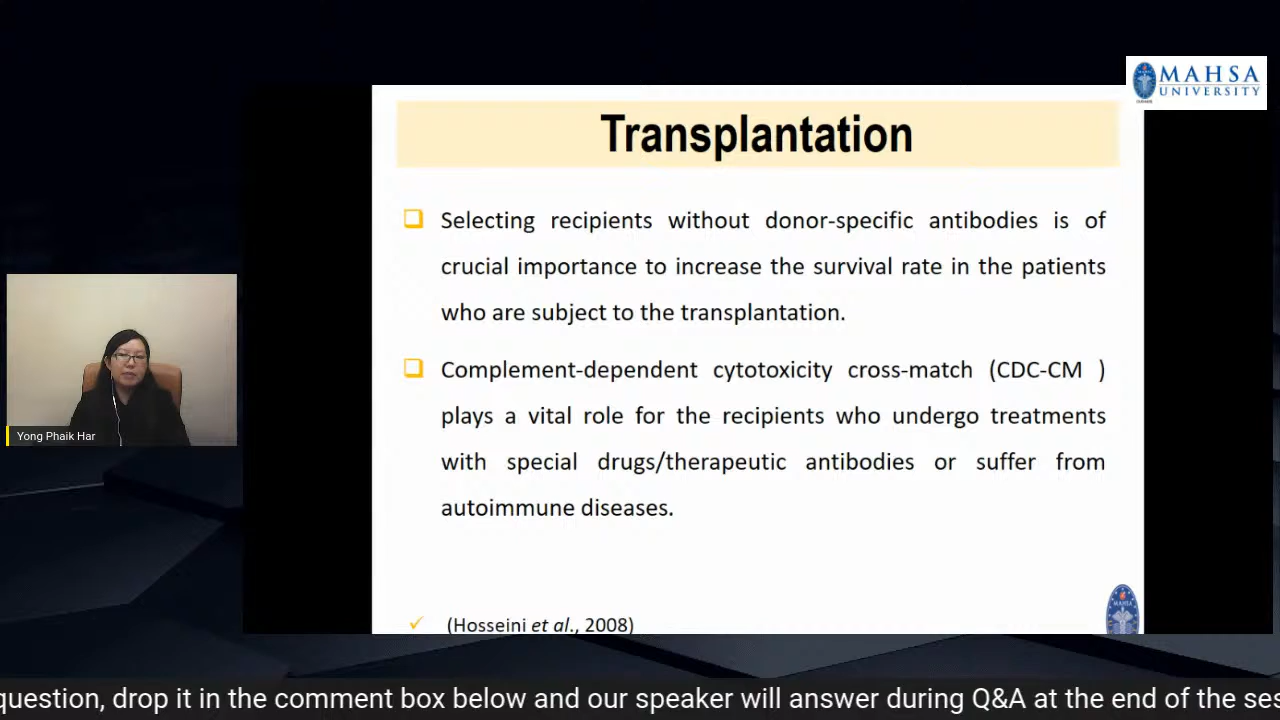 MAHSA
UNIVERSITY
Transplantation
Selecting recipients without donor-specific antibodies is of
crucial importance to increase the survival rate in the patients
who are subject to the transplantation.
Complement-dependent cytotoxicity cross-match (CDC-CM )
plays a vital role for the recipients who undergo treatments
with special drugs/therapeutic antibodies or suffer from
autoimmune diseases.
Yong Phaik Har
(Hosseini et al., 2008)
MAHSA
question, drop it in the comment box below and our speaker will answer during Q&A at the end of the ses